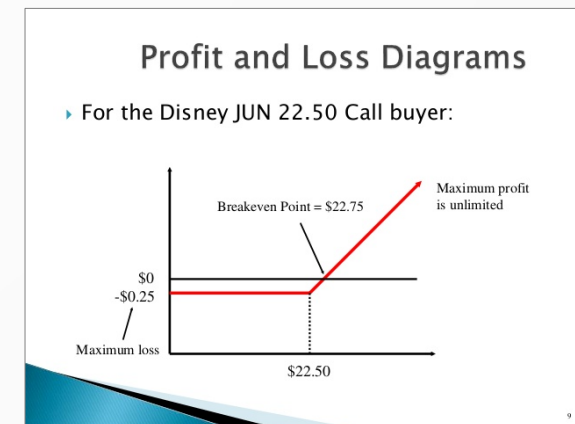 Profit and Loss Diagrams
For the Disney JUN 22.50 Call buyer:
Breakeven Point = $22.75
Maximum profit
is unlimited
$0
-$0.25
Maximum loss
$22.50
9